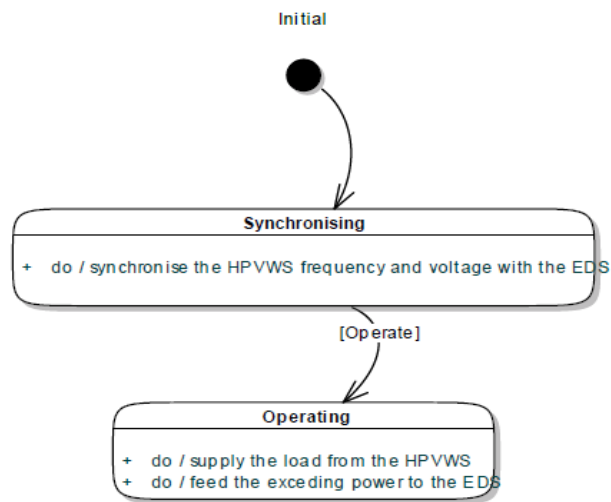 Initial
Synchronising
+ do / synchronise the HPVWS frequency and voltage with the EDS
[Operate]
Operating
+ do / supply the load from the HPVWS
+ do / feed the exceding power to the EDS